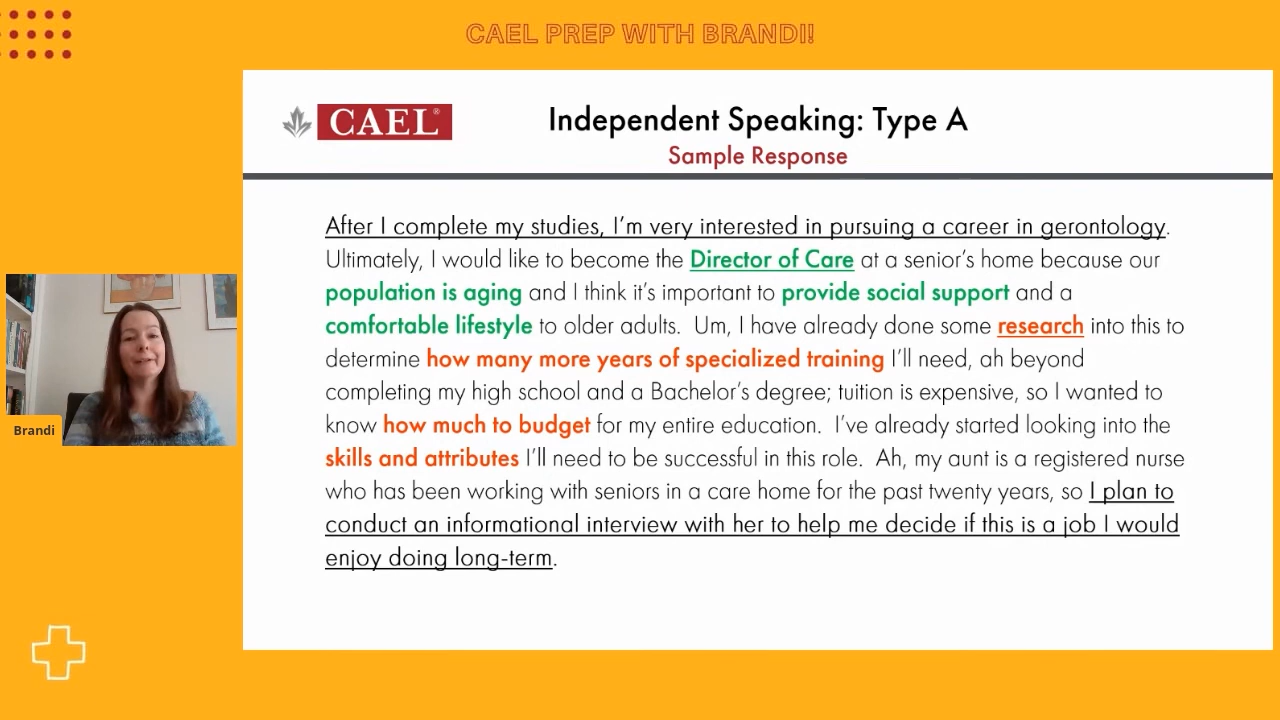 CAEL PREP WITH BRANDI!
CAEL®
Independent Speaking: Type A
Sample Response
After I complete my studies, I'm very interested in pursuing a career in gerontology.
Ultimately, I would like to become the Director of Care at a senior's home because our
population is aging and I think it's important to provide social support and a
comfortable lifestyle to older adults. Um, I have already done some research into this to
determine how many more years of specialized training I'll need, ah beyond
completing my high school and a Bachelor's degree; tuition is expensive, so I wanted to
know how much to budget for my entire education. I've already started looking into the
skills and attributes I'll need to be successful in this role. Ah, my aunt is a registered nurse
who has been working with seniors in a care home for the past twenty years, so I plan to
conduct an informational interview with her to help me decide if this is a job I would
enjoy doing long-term.
Brandi